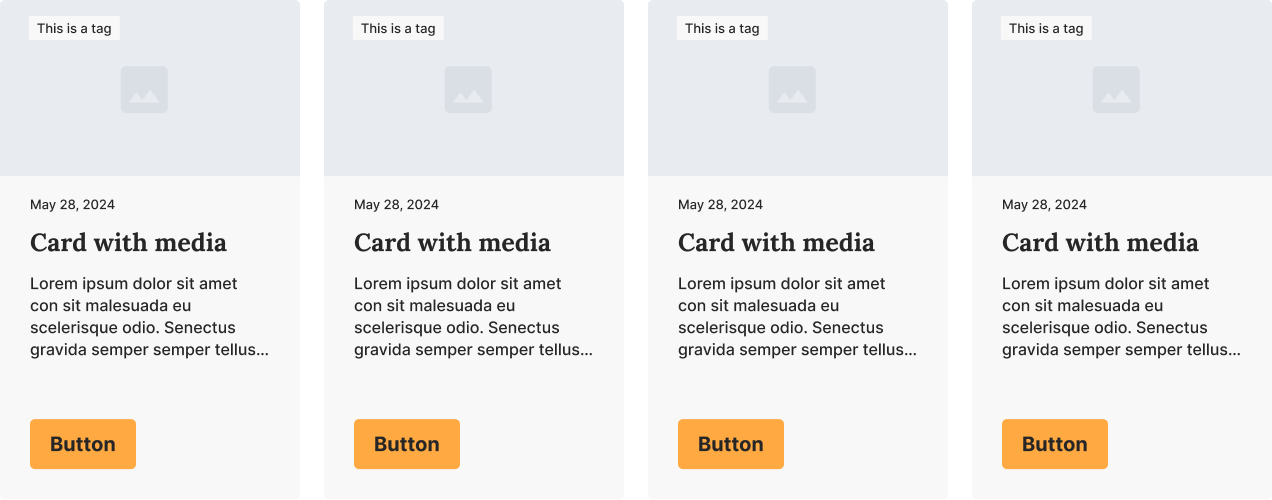 This is a tag
May 28, 2024
Card with media
Lorem ipsum dolor sit amet
con sit malesuada eu
scelerisque odio. Senectus
gravida semper semper tellus...
Button
This is a tag
May 28, 2024
Card with media
Lorem ipsum dolor sit amet
con sit malesuada eu
scelerisque odio. Senectus
gravida semper semper tellus...
Button
This is a tag
May 28, 2024
Card with media
Lorem ipsum dolor sit amet
con sit malesuada eu
scelerisque odio. Senectus
gravida semper semper tellus...
Button
This is a tag
May 28, 2024
Card with media
Lorem ipsum dolor sit amet
con sit malesuada eu
scelerisque odio. Senectus
gravida semper semper tellus...
Button